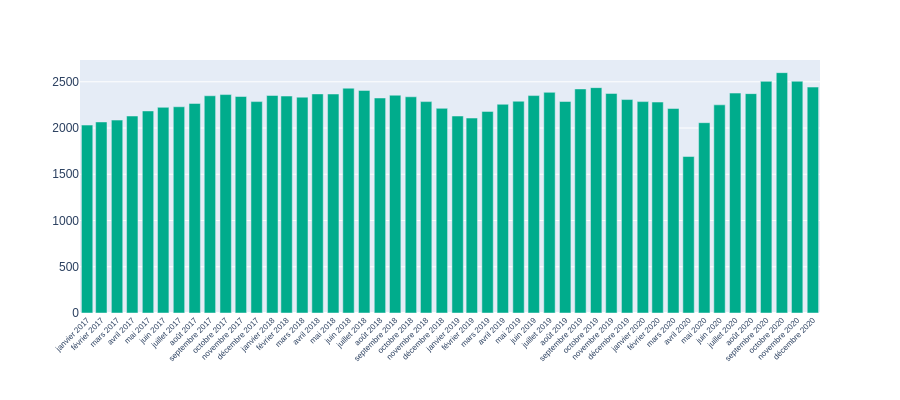 2500
2000
1500
1000
500
0
janvier 2017
février 2017
mars 2017
avril 2017
mai 2017
juin 2017
juillet 2017
août 2017
septembre 2017
octobre 2017
novembre 2017
décembre 2017
janvier 2018
février 2018
mars 2018
avril 2018
mai 2018
juin 2018
juillet 2018
août 2018
septembre 2018
octobre 2018
novembre 2018
décembre 2018
janvier 2019
février 2019
mars 2019
avril 2019
mai 2019
juin 2019
juillet 2019
août 2019
septembre 2019
octobre 2019
novembre 2019
décembre 2019
janvier 2020
février 2020
mars 2020
avril 2020
mai 2020
juin 2020
juillet 2020
août 2020
septembre 2020
octobre 2020
novembre 2020
décembre 2020